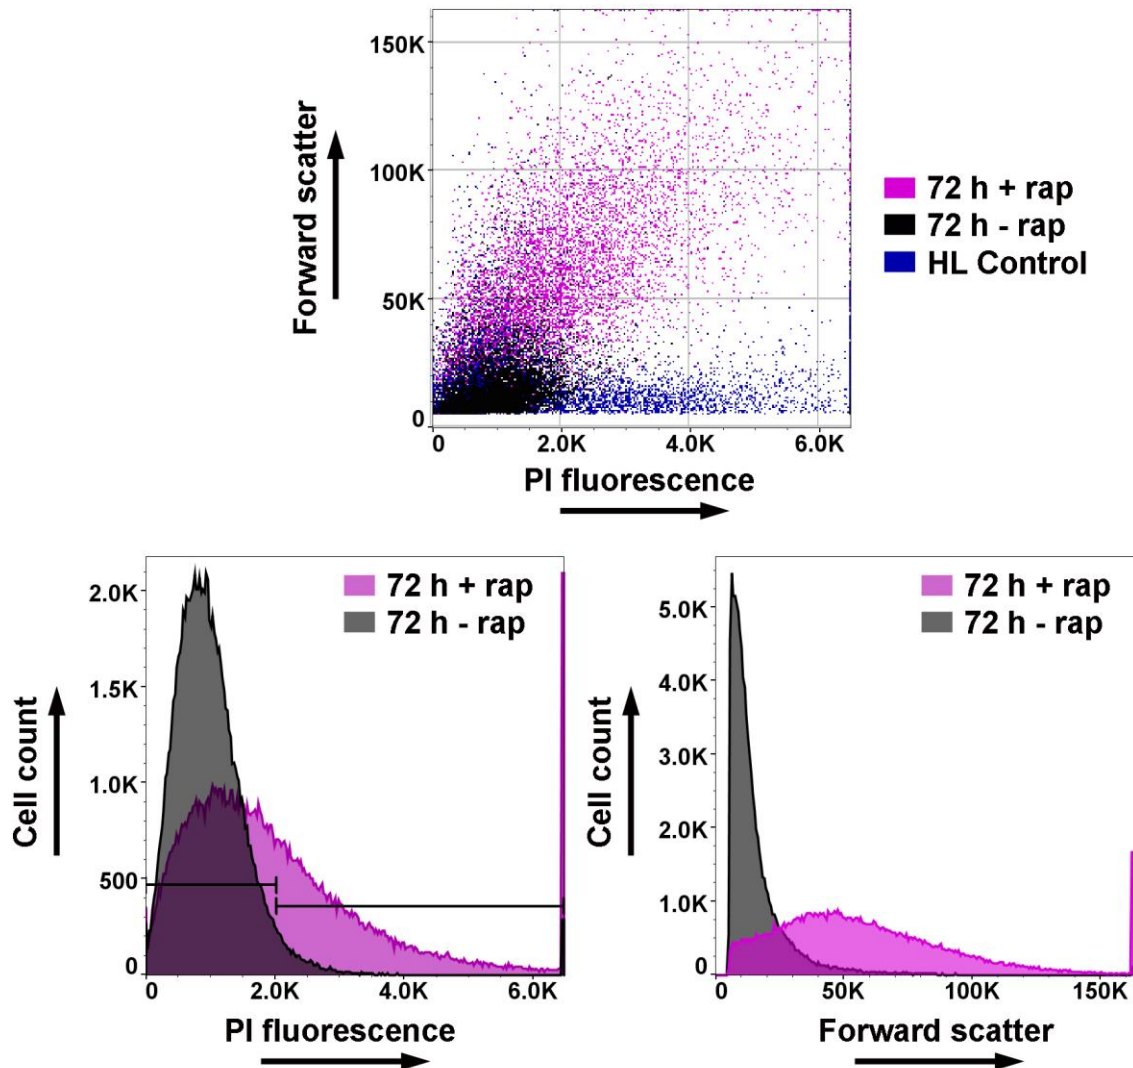 150K
100K
50K
0
0 2.0K 4.0K 6.0K
Forward scatter
PI fluorescence
72 h + rap
72 h - rap
HL Control
2.0K
1.5K
1.0K
500
0
0 2.0K 4.0K 6.0K
Cell count
PI fluorescence
72 h + rap
72 h - rap
5.0K
4.0K
3.0K
2.0K
1.0K
0
0 50K 100K 150K
Cell count
Forward scatter
72 h + rap
72 h - rap